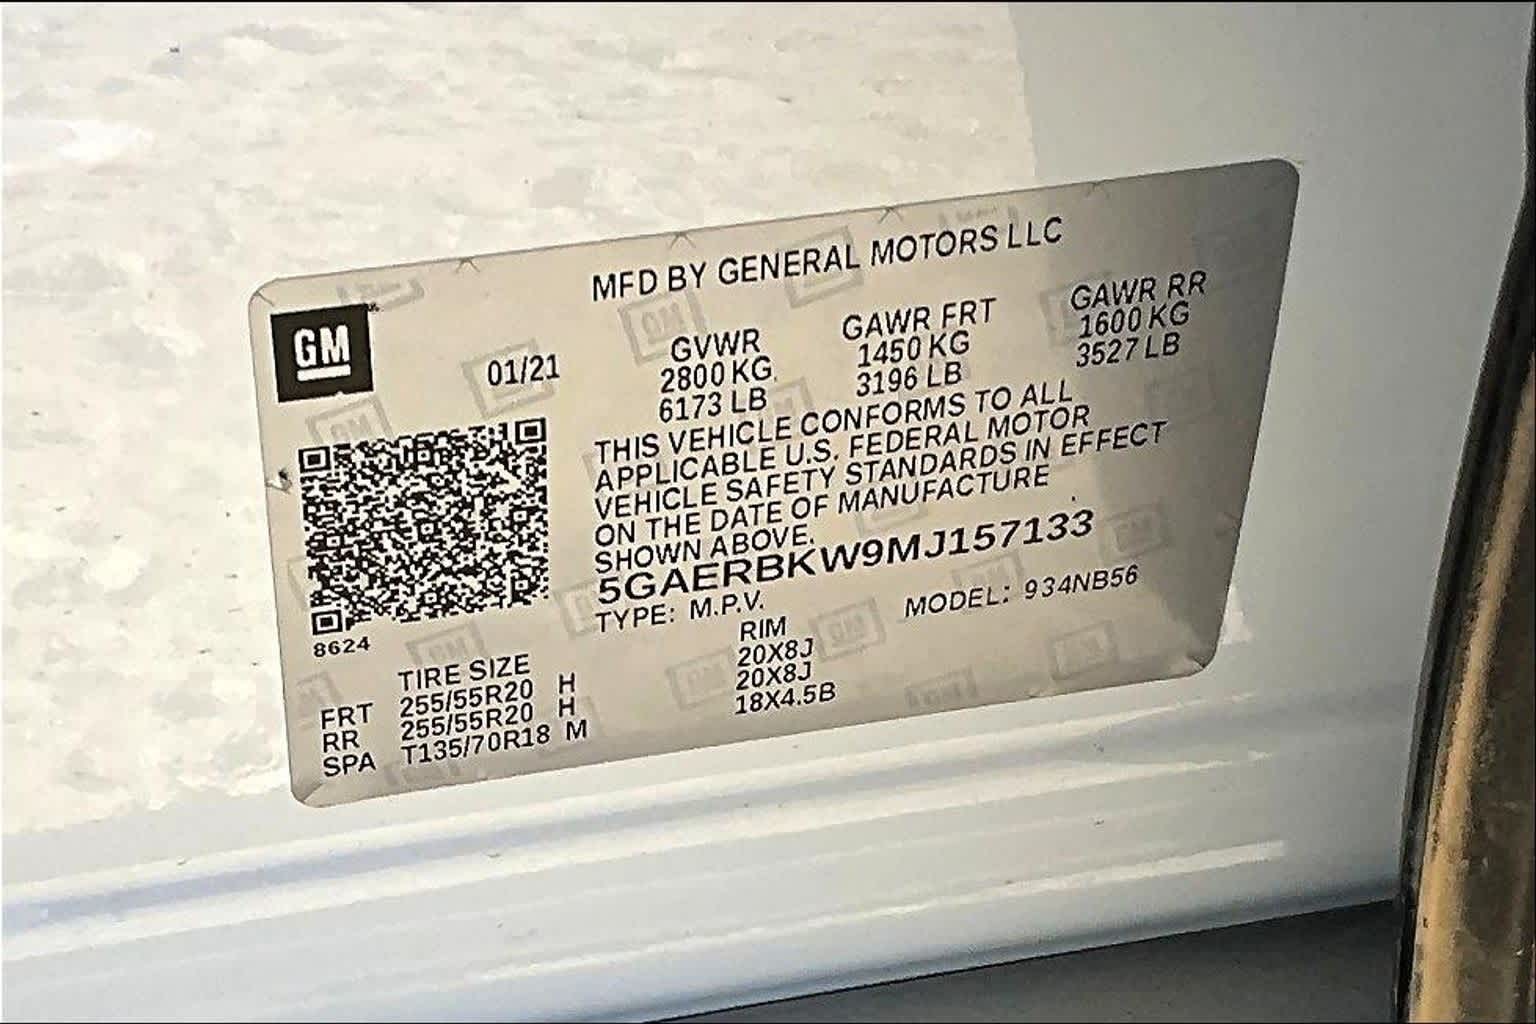 MFD BY GENERAL MOTORS LLC
GM
01/21
GVWR
2800 KG
6173 LB
GAWR FRT
1450 KG
3196 LB
GAWR RR
1600 KG
3527 LB
THIS VEHICLE CONFORMS TO ALL
APPLICABLE U.S. FEDERAL MOTOR
VEHICLE SAFETY STANDARDS IN EFFECT
ON THE DATE OF MANUFACTURE
SHOWN ABOVE.
5GAERBKW9MJ157133
TYPE: M.P.V.
MODEL: 934NB56
8624
TIRE SIZE RIM
FRT 255/55R20 H 20X8J
RR 255/55R20 H 20X8J
SPA T135/70R18 M 18X4.5B